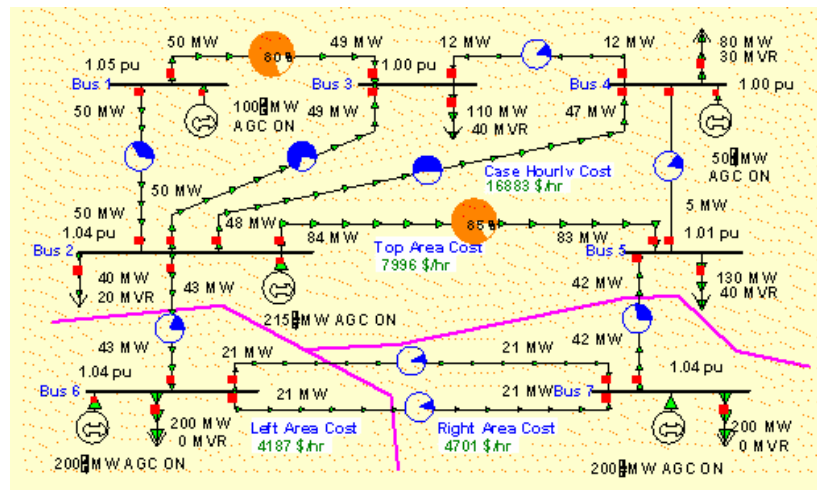 50 MW
80%
49 MW
12 MW
12 MW
80 MW
30 MVR
1.05 pu
1.00 pu
1.00 pu
Bus 1
Bus 3
Bus 4
50 MW
100 MW
AGC ON
49 MW
110 MW
40 MVR
47 MW
50 MW
AGC ON
50 MW
Case Hourly Cost
16883 $/hr
50 MW
48 MW
5 MW
1.04 pu
85%
1.01 pu
Bus 2
84 MW
Top Area Cost
7996 $/hr
83 MW
Bus 5
40 MW
20 MVR
43 MW
42 MW
130 MW
40 MVR
215 MW AGC ON
43 MW
21 MW
21 MW
42 MW
1.04 pu
1.04 pu
Bus 6
21 MW
21 MW
Bus 7
200 MW
0 MVR
Left Area Cost
4187 $/hr
Right Area Cost
4701 $/hr
200 MW
0 MVR
200 MW AGC ON
200 MW AGC ON